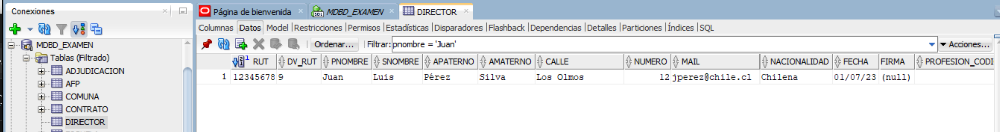 Conexiones
Página de bienvenida
MDBD_EXAMEN
DIRECTOR
Columnas Datos Model |Restricciones |Permisos |Estadísticas |Disparadores |Flashback |Dependencias |Detalles |Particiones |Índices |SQL
Ordenar... Filtrar: pnombre = 'Juan' Acciones...
MDBD_EXAMEN
Tablas (Filtrado)
ADJUDICACION
AFP
COMUNA
CONTRATO
DIRECTOR
RUT DV_RUT PNOMBRE SNOMBRE APATERNO AMATERNO CALLE NUMERO MAIL NACIONALIDAD FECHA FIRMA PROFESION_CODI
1 12345678 9 Juan Luis Pérez Silva Los Olmos 12 jperez@chile.cl Chilena 01/07/23 (null)